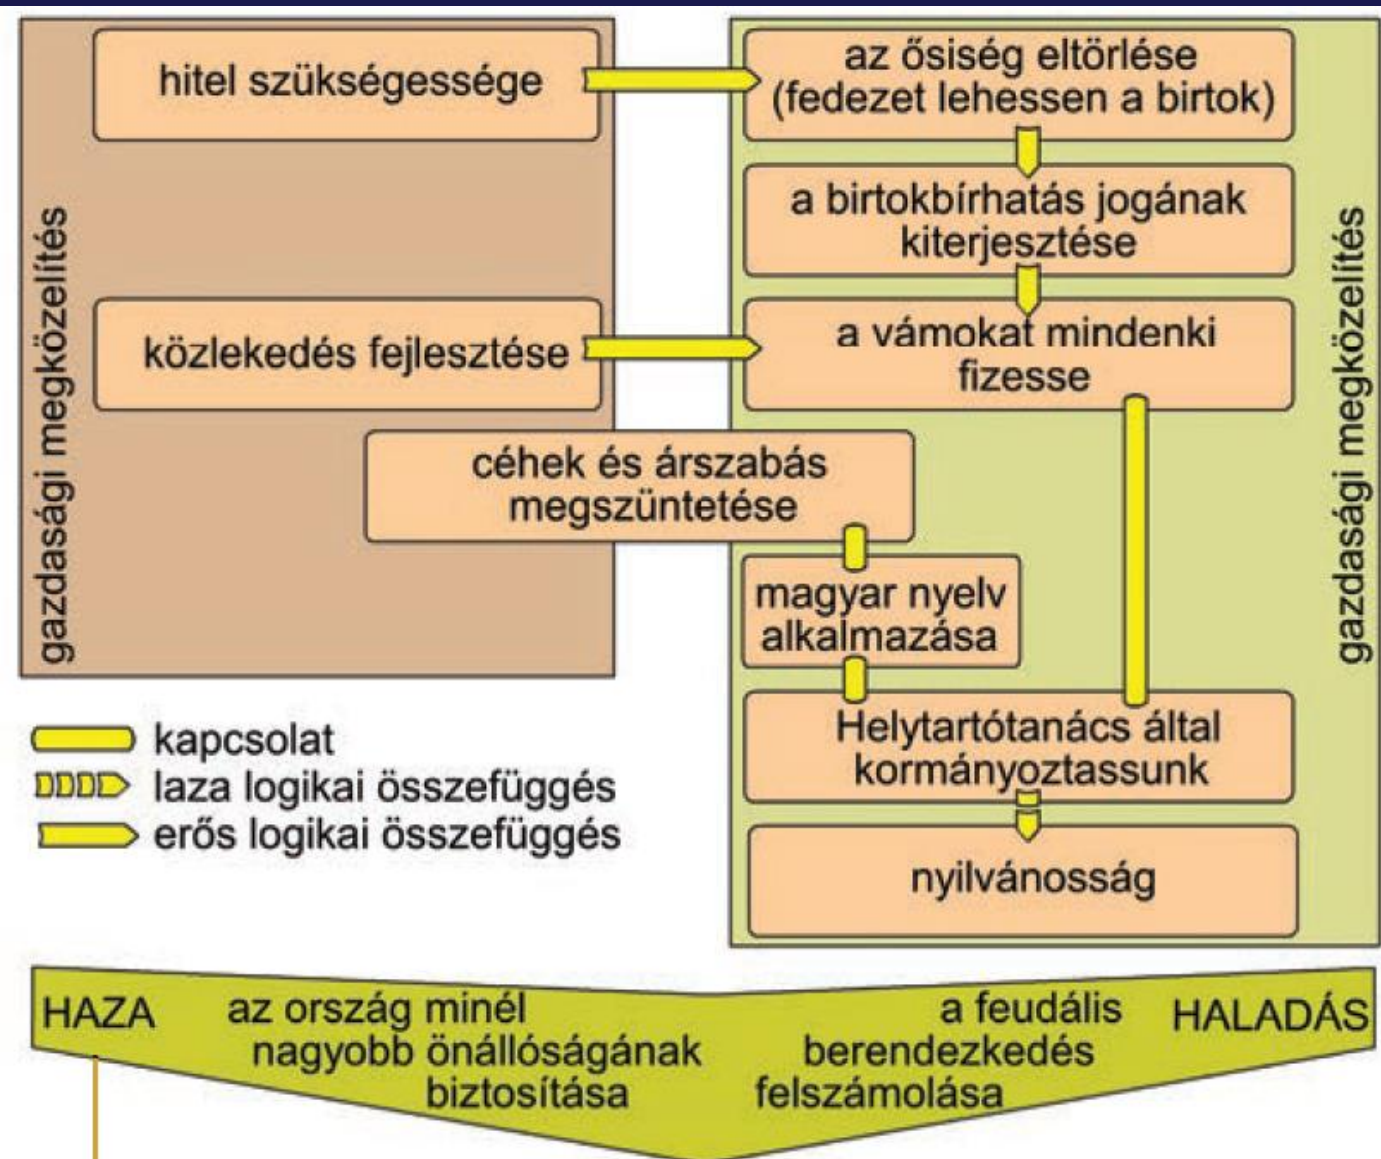 gazdasági megközelítés
hitel szükségessége
közlekedés fejlesztése
az ősiség eltörlése
(fedezet lehessen a birtok)
a birtokbírhatás jogának
kiterjesztése
a vámokat mindenki
fizesse
gazdasági megközelítés
céhek és árszabás
megszüntetése
magyar nyelv
alkalmazása
Helytartótanács által
kormányoztassunk
nyilvánosság
kapcsolat
laza logikai összefüggés
erős logikai összefüggés
HAZA
az ország minél
nagyobb önállóságának
biztosítása
a feudális
berendezkedés
felszámolása
HALADÁS